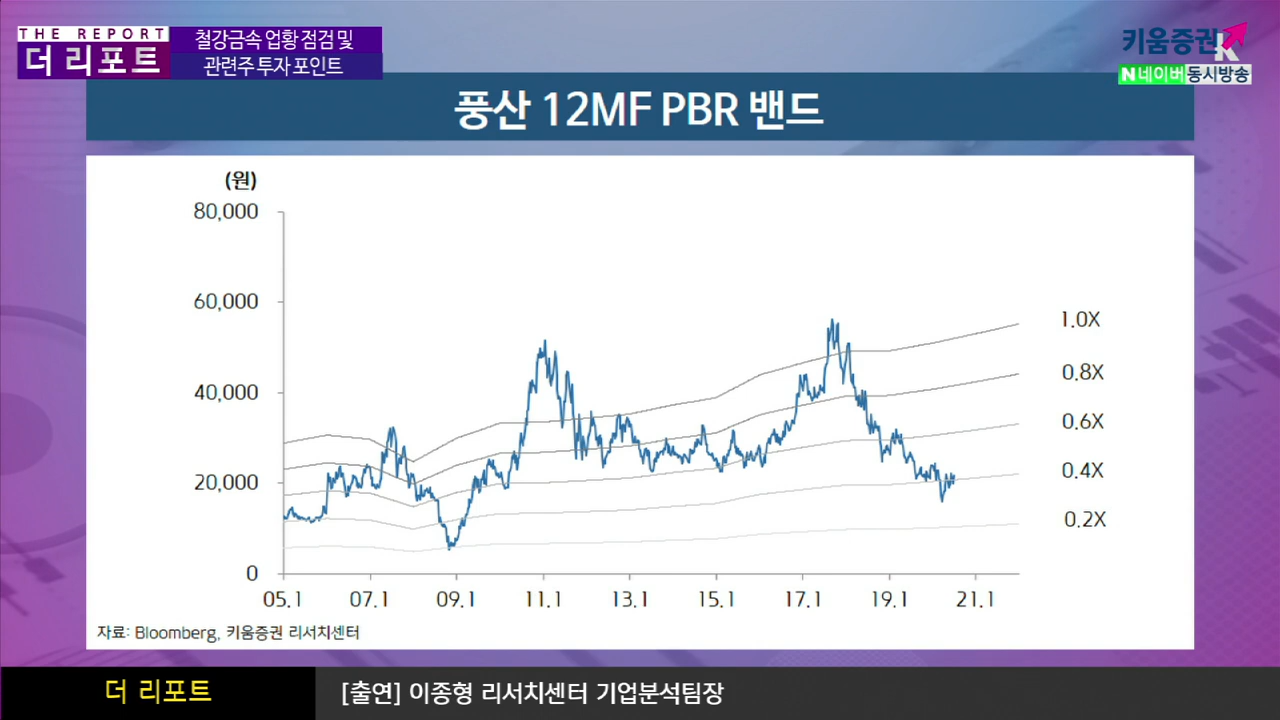 THE REPORT
더 리포트
철강금속 업황 점검 및
관련주 투자 포인트
키움증권
K
N 네이버 동시방송
풍산 12MF PBR 밴드
(원)
80,000
60,000
40,000
20,000
0
1.0X
0.8X
0.6X
0.4X
0.2X
05.1 07.1 09.1 11.1 13.1 15.1 17.1 19.1 21.1
자료: Bloomberg, 키움증권 리서치센터
더 리포트
[출연] 이종형 리서치센터 기업분석팀장